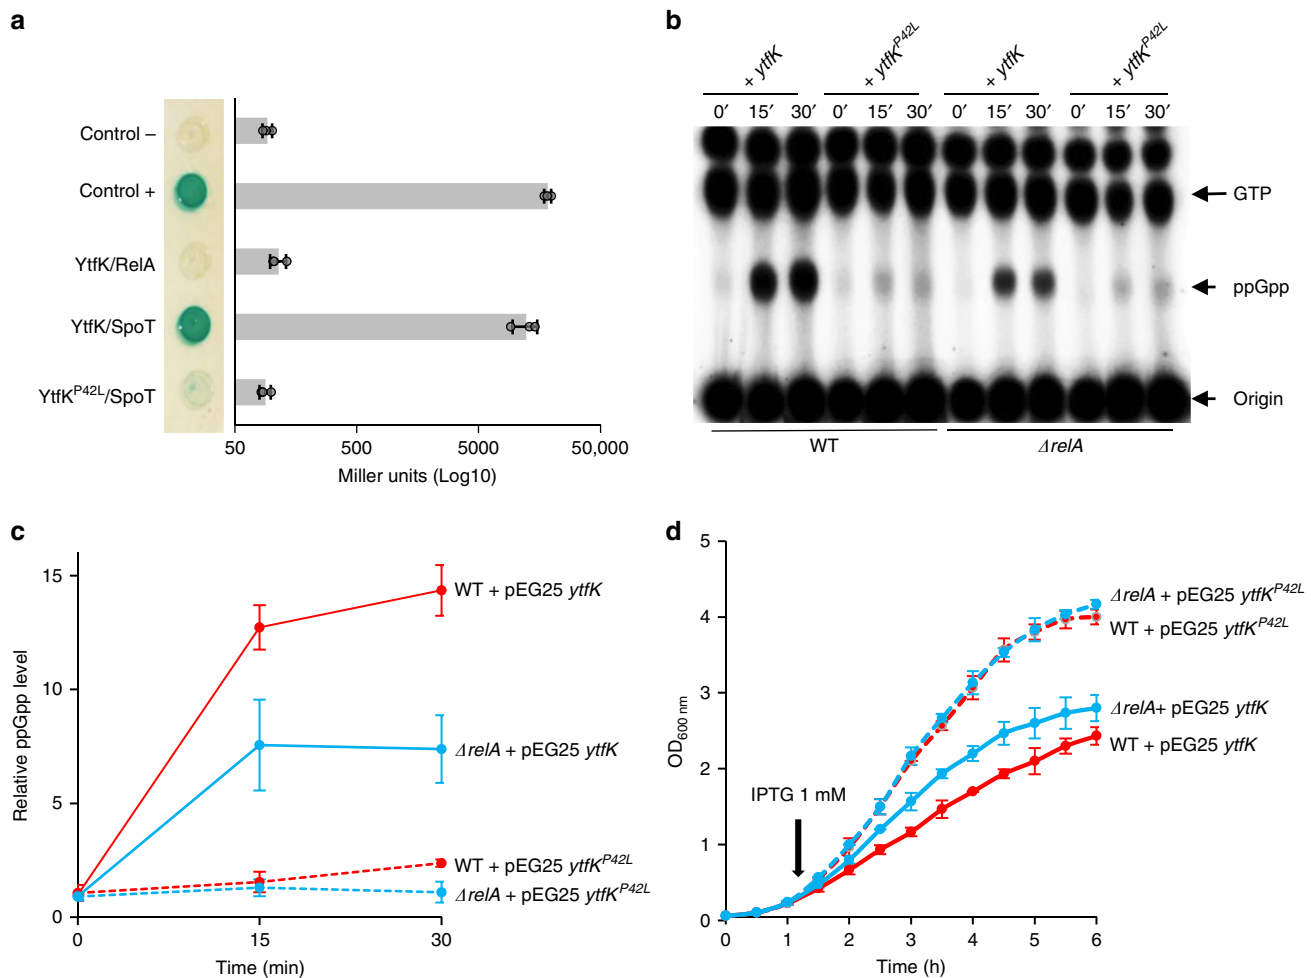 a
Control –
Control +
YtfK/RelA
YtfK/SpoT
YtfK^P42L/SpoT
50 500 5000 50,000
Miller units (Log10)
b
+ ytfK + ytfK^P42L + ytfK + ytfK^P42L
0′ 15′ 30′ 0′ 15′ 30′ 0′ 15′ 30′ 0′ 15′ 30′
GTP
ppGpp
Origin
WT ΔrelA
c
Relative ppGpp level
15
10
5
0
0 15 30
Time (min)
WT + pEG25 ytfK
ΔrelA + pEG25 ytfK
WT + pEG25 ytfK^P42L
ΔrelA + pEG25 ytfK^P42L
d
OD600 nm
5
4
3
2
1
0
0 1 2 3 4 5 6
Time (h)
IPTG 1 mM
ΔrelA + pEG25 ytfK^P42L
WT + pEG25 ytfK^P42L
ΔrelA+ pEG25 ytfK
WT + pEG25 ytfK